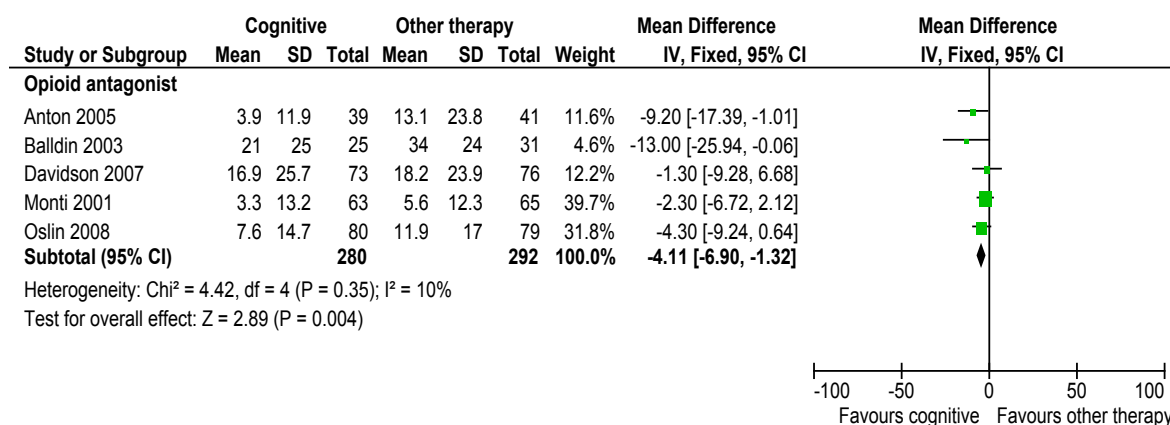 Cognitive Other therapy Mean Difference Mean Difference
Study or Subgroup Mean SD Total Mean SD Total Weight IV, Fixed, 95% CI IV, Fixed, 95% CI
Opioid antagonist
Anton 2005 3.9 11.9 39 13.1 23.8 41 11.6% -9.20 [-17.39, -1.01]
Balldin 2003 21 25 25 34 24 31 4.6% -13.00 [-25.94, -0.06]
Davidson 2007 16.9 25.7 73 18.2 23.9 76 12.2% -1.30 [-9.28, 6.68]
Monti 2001 3.3 13.2 63 5.6 12.3 65 39.7% -2.30 [-6.72, 2.12]
Oslin 2008 7.6 14.7 80 11.9 17 79 31.8% -4.30 [-9.24, 0.64]
Subtotal (95% CI) 280 292 100.0% -4.11 [-6.90, -1.32]
Heterogeneity: Chi² = 4.42, df = 4 (P = 0.35); I² = 10%
Test for overall effect: Z = 2.89 (P = 0.004)
-100 -50 0 50 100
Favours cognitive Favours other therapy